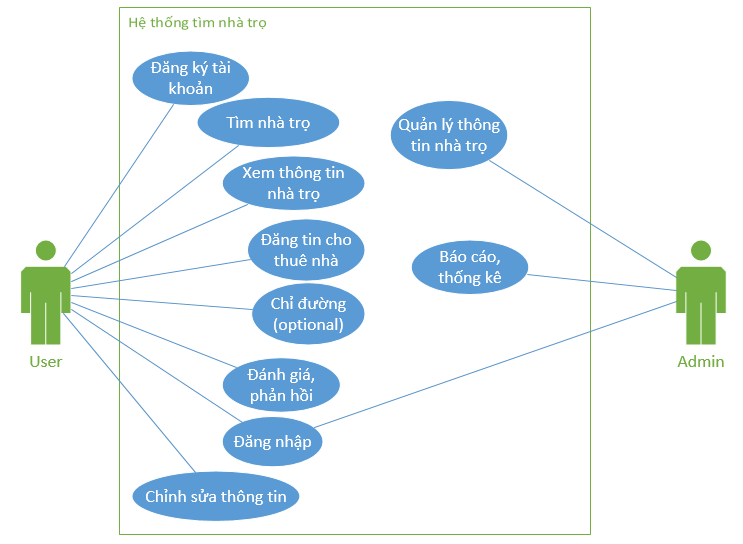 Hệ thống tìm nhà trọ
Đăng ký tài
khoản
Tìm nhà trọ
Xem thông tin
nhà trọ
Đăng tin cho
thuê nhà
Chỉ đường
(optional)
Đánh giá,
phản hồi
Đăng nhập
Chỉnh sửa thông tin
Quản lý thông
tin nhà trọ
Báo cáo,
thống kê
User
Admin